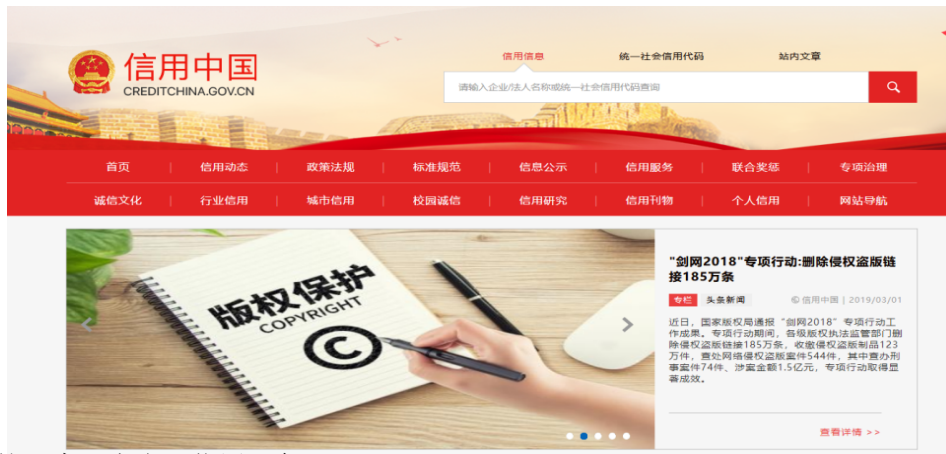 信用信息 统一社会信用代码 站内文章
信用中国
CREDITCHINA.GOV.CN
请输入企业/法人名称或统一社会信用代码查询
首页 | 信用动态 | 政策法规 | 标准规范 | 信息公示 | 信用服务 | 联合奖惩 | 专项治理
诚信文化 | 行业信用 | 城市信用 | 校园诚信 | 信用研究 | 信用刊物 | 个人信用 | 网站导航
版权保护
COPYRIGHT
©
"剑网2018"专项行动:删除侵权盗版链
接185万条
专栏 头条新闻 © 信用中国 | 2019/03/01
近日，国家版权局通报“剑网2018”专项行动工
作成果。专项行动期间，各级版权执法监管部门删
除侵权盗版链接185万条，收缴侵权盗版制品123
万件，查处网络侵权盗版案件544件，其中查办刑
事案件74件、涉案金额1.5亿元，专项行动取得显
著成效。
查看详情 >>